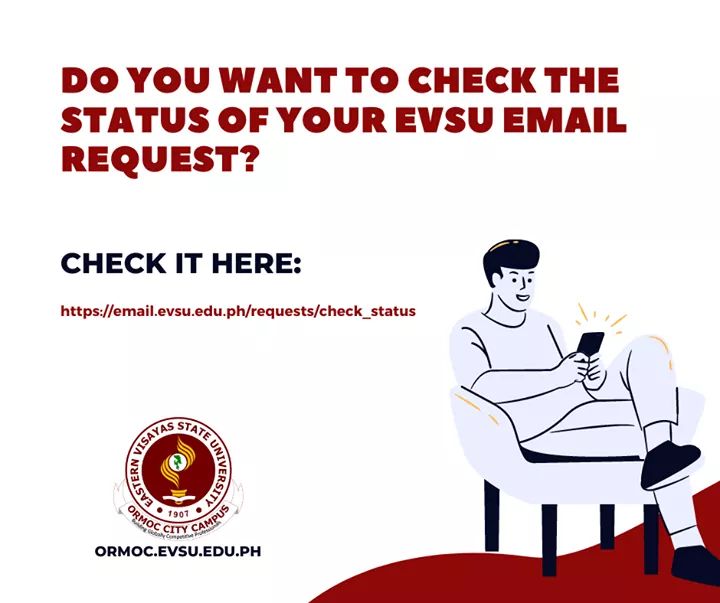 DO YOU WANT TO CHECK THE
STATUS OF YOUR EVSU EMAIL
REQUEST?
CHECK IT HERE:
https://email.evsu.edu.ph/requests/check_status
EASTERN VISAYAS STATE UNIVERSITY
• 1907 •
ORMOC CITY CAMPUS
Building Globally Competitive Professionals
ORMOC.EVSU.EDU.PH